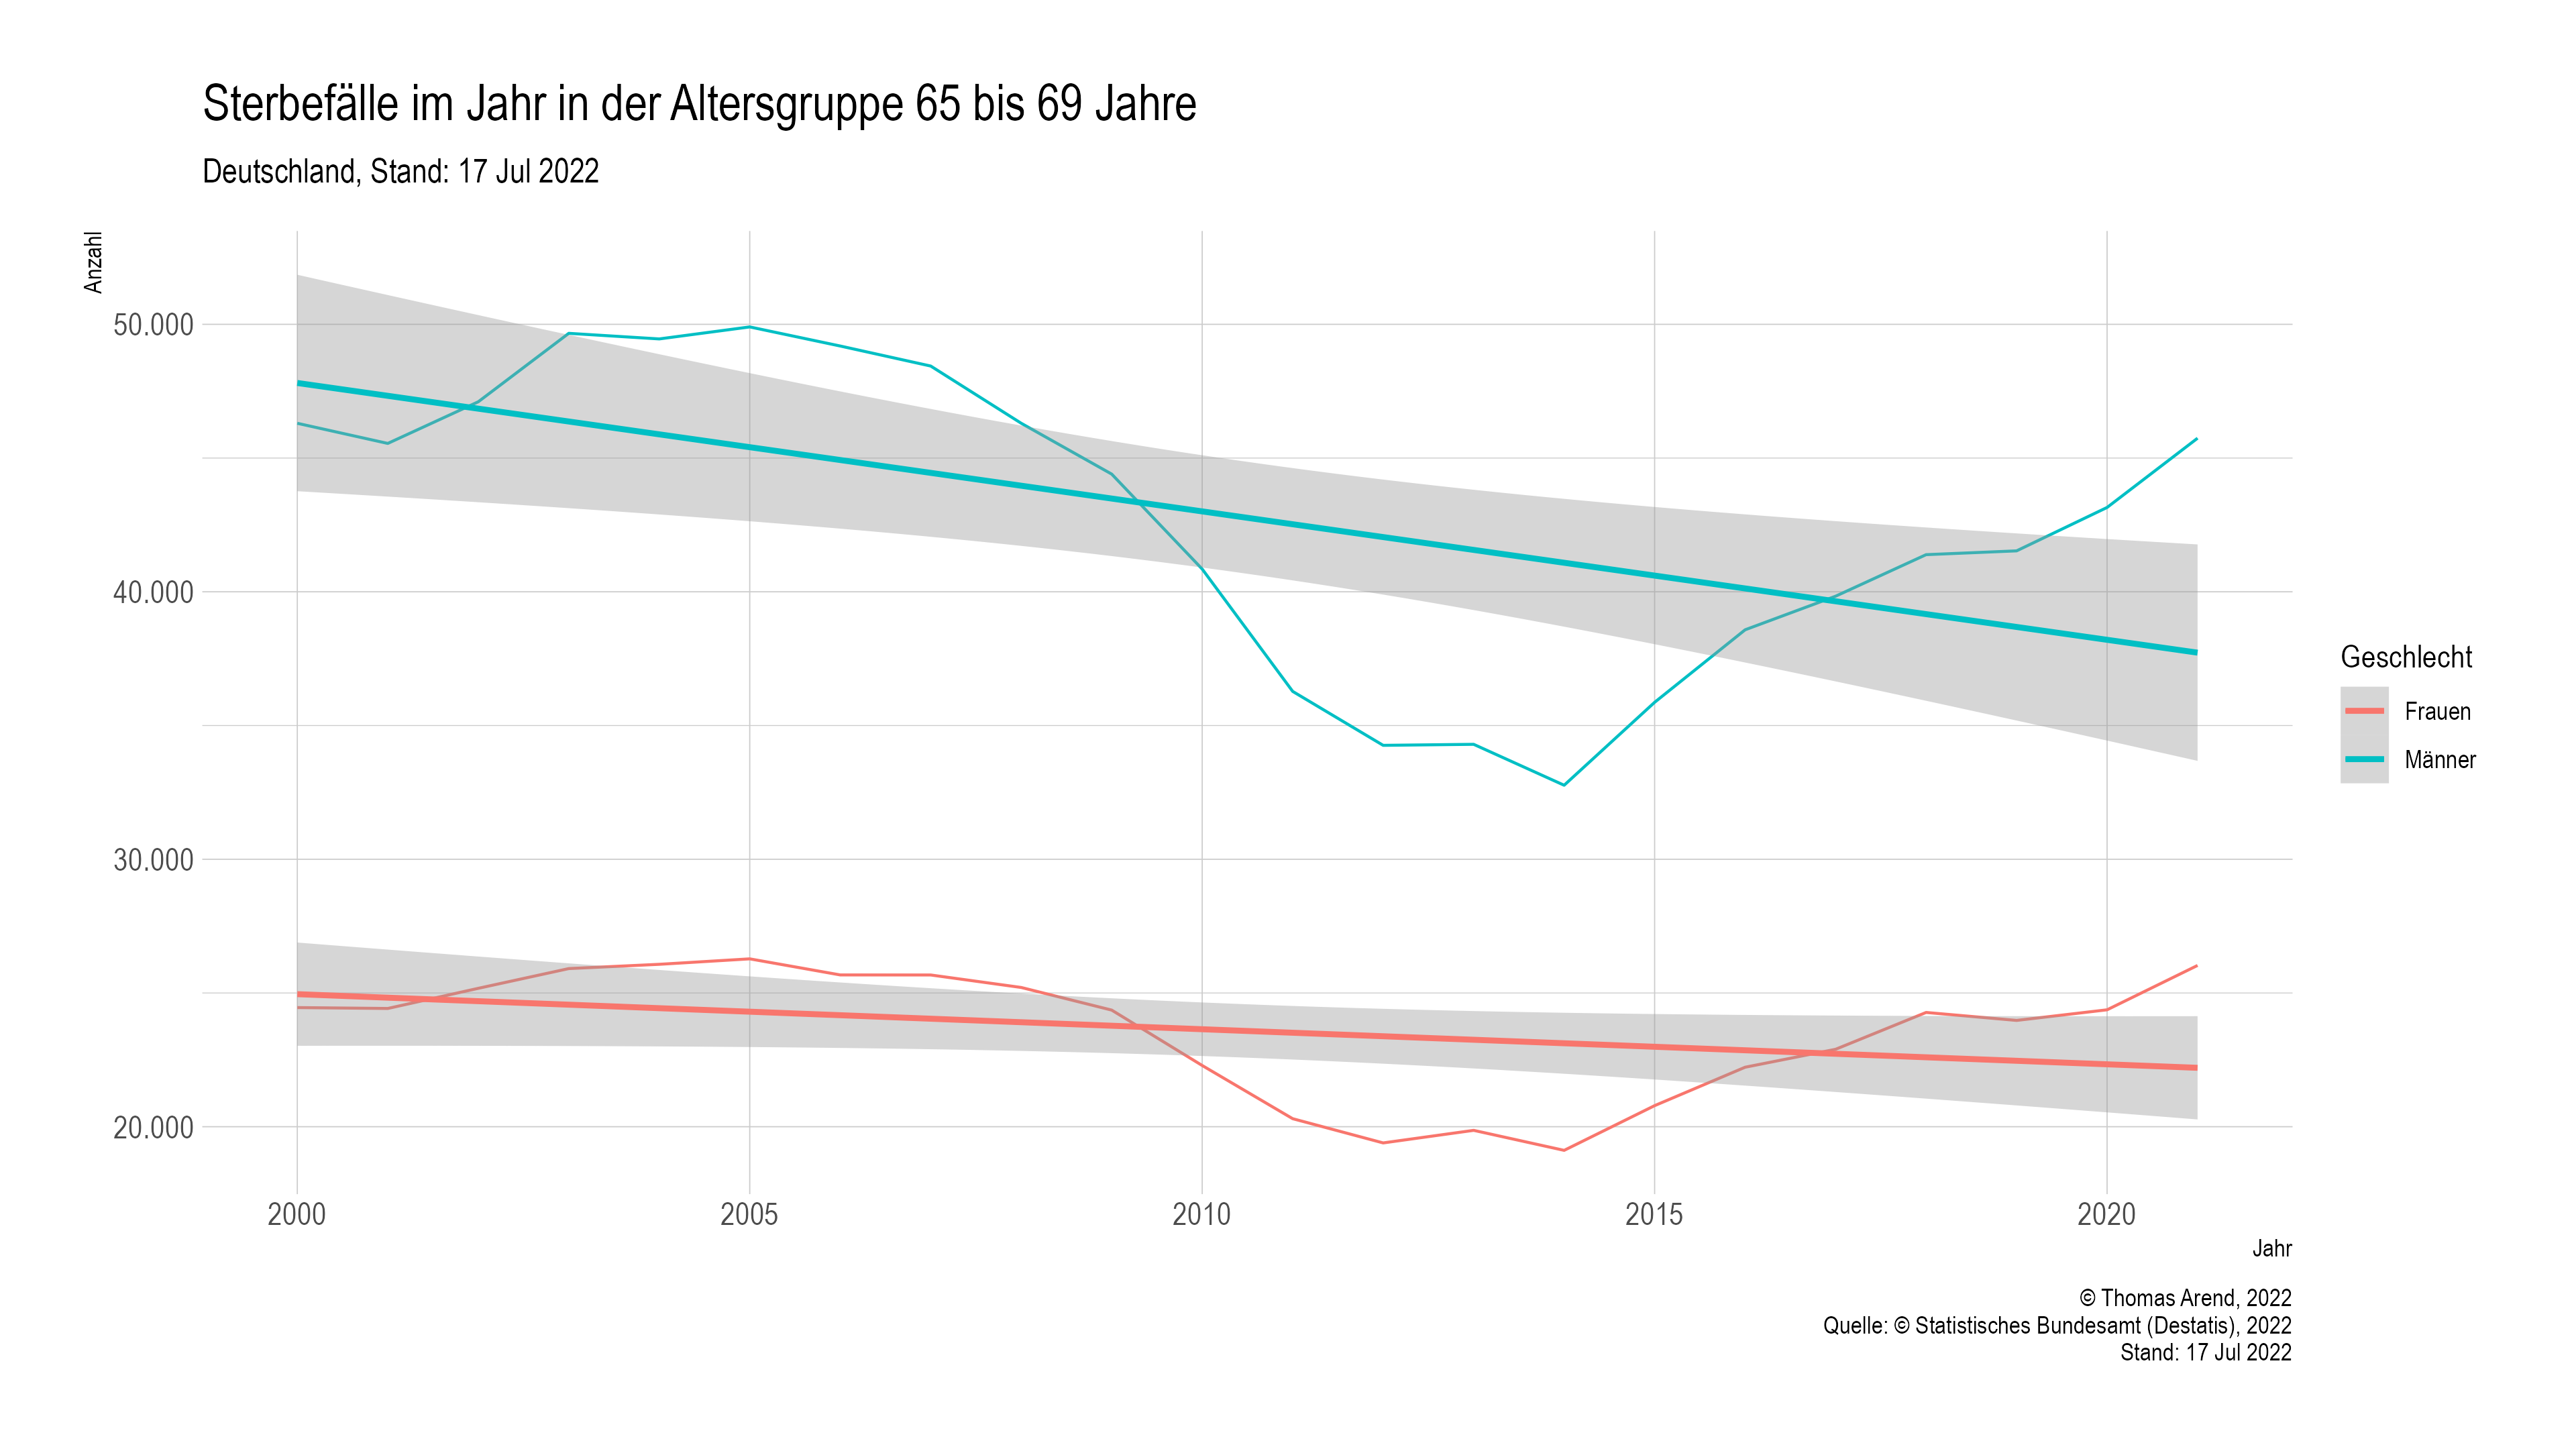 Sterbefälle im Jahr in der Altersgruppe 65 bis 69 Jahre
Deutschland, Stand: 17 Jul 2022
Anzahl
50.000
40.000
30.000
20.000
2000
2005
2010
2015
2020
Jahr
Geschlecht
Frauen
Männer
© Thomas Arend, 2022
Quelle: © Statistisches Bundesamt (Destatis), 2022
Stand: 17 Jul 2022